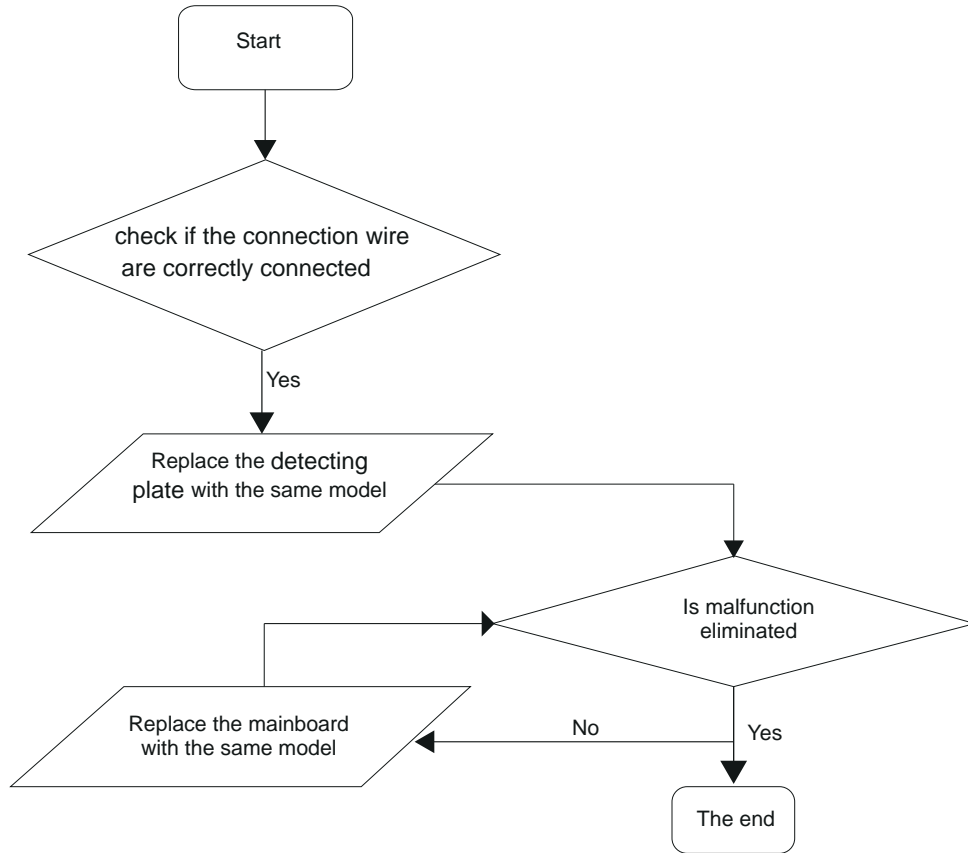 Start
check if the connection wire
are correctly connected
Yes
Replace the detecting
plate with the same model
Is malfunction
eliminated
Replace the mainboard
with the same model
No
Yes
The end